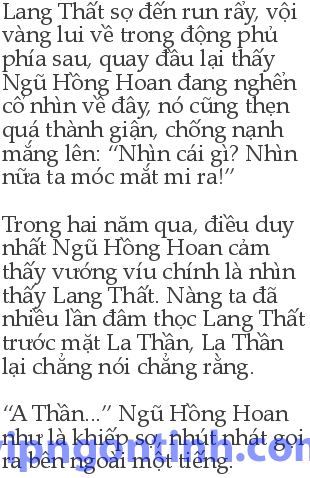 Lang Thất sợ đến run rẩy, vội
vàng lui về trong động phủ
phía sau, quay đầu lại thấy
Ngũ Hồng Hoan đang nghển
cổ nhìn về đây, nó cũng thẹn
quá thành giận, chống nạnh
mắng lên: “Nhìn cái gì? Nhìn
nữa ta móc mắt mi ra!”
Trong hai năm qua, điều duy
nhất Ngũ Hồng Hoan cảm
thấy vướng víu chính là nhìn
thấy Lang Thất. Nàng ta đã
nhiều lần đâm thọc Lang Thất
trước mặt La Thần, La Thần
lại chẳng nói chẳng rằng.
“A Thần...” Ngũ Hồng Hoan
như là khiếp sợ, nhút nhát gọi
ra bên ngoài một tiếng.
vipngontinh.com